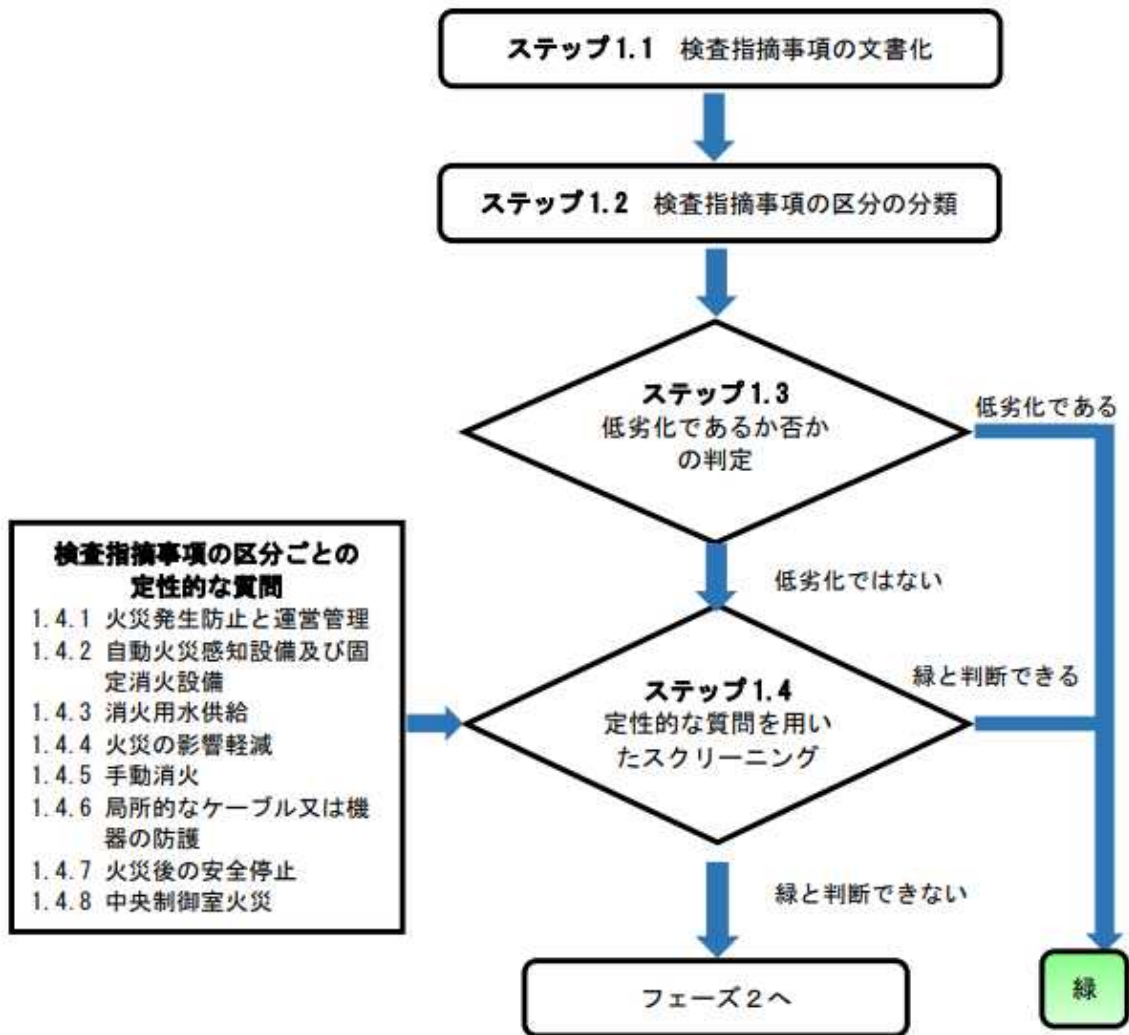 ステップ1.1 検査指摘事項の文書化
ステップ1.2 検査指摘事項の区分の分類
ステップ1.3
低劣化であるか否か
の判定
低劣化である
低劣化ではない
検査指摘事項の区分ごとの
定性的な質問
1.4.1 火災発生防止と運営管理
1.4.2 自動火災感知設備及び固
定消火設備
1.4.3 消火用水供給
1.4.4 火災の影響軽減
1.4.5 手動消火
1.4.6 局所的なケーブル又は機
器の防護
1.4.7 火災後の安全停止
1.4.8 中央制御室火災
ステップ1.4
定性的な質問を用い
たスクリーニング
緑と判断できる
緑と判断できない
フェーズ2へ
緑